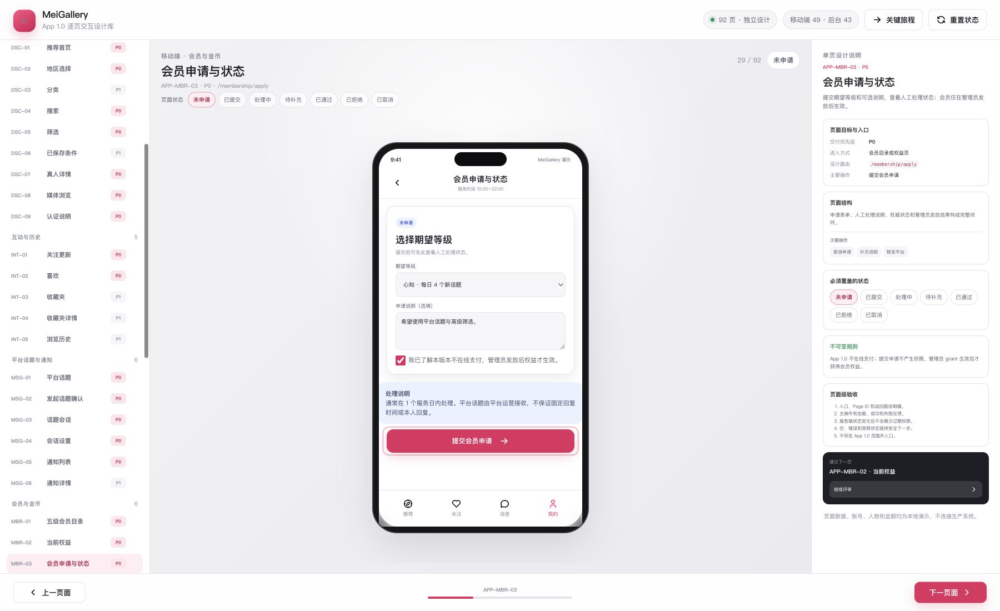 M
MeiGallery
App 1.0 逐页交互设计库
92 页 · 独立设计
移动端 49 · 后台 43
关键旅程
重置状态
DSC-01 推荐首页 P0
DSC-02 地区选择 P0
DSC-03 分类 P1
DSC-04 搜索 P0
DSC-05 筛选 P0
DSC-06 已保存条件 P1
DSC-07 真人详情 P0
DSC-08 媒体浏览 P0
DSC-09 认证说明 P0
互动与历史 5
INT-01 关注更新 P0
INT-02 喜欢 P0
INT-03 收藏夹 P1
INT-04 收藏夹详情 P1
INT-05 浏览历史 P1
平台话题与通知 6
MSG-01 平台话题 P0
MSG-02 发起话题确认 P0
MSG-03 话题会话 P0
MSG-04 会话设置 P0
MSG-05 通知列表 P0
MSG-06 通知详情 P1
会员与金币 6
MBR-01 五级会员目录 P0
MBR-02 当前权益 P0
MBR-03 会员申请与状态 P0
移动端 · 会员与金币
会员申请与状态
APP-MBR-03 · P0 · /membership/apply
29 / 92 未申请
页面状态 未申请 已提交 处理中 待补充 已通过 已拒绝 已取消
9:41 MeiGallery 演示
会员申请与状态
服务时段 10:00—22:00
未申请
选择期望等级
提交后可在此查看人工处理状态。
期望等级
心知 · 每日 4 个新话题
申请说明（选填）
希望使用平台话题与高级筛选。
我已了解本版本不在线支付，管理员发放后权益才生效。
处理说明
通常在 1 个服务日内处理。平台话题由平台运营接收，不保证固定回复
时间或本人回复。
提交会员申请
推荐 关注 消息 我的
单页设计说明
APP-MBR-03 · P0
会员申请与状态
提交期望等级和可选说明，查看人工处理状态；会员仅在管理员发
放后生效。
页面目标与入口
交付优先级 P0
进入方式 会员目录或权益页
设计路由 /membership/apply
主要操作 提交会员申请
页面结构
申请表单、人工处理说明、权威状态和管理员发放结果构成完整闭
环。
次要操作
取消申请 补充说明 联系平台
必须覆盖的状态
未申请 已提交 处理中 待补充 已通过
已拒绝 已取消
不可变规则
App 1.0 不在线支付；提交申请不产生权限，管理员 grant 生效后才
获得会员权益。
页面级验收
1. 入口、Page ID 和返回路径明确。
2. 主操作有加载、成功和失败反馈。
3. 服务端状态变化后不会展示过期权限。
4. 空、错误和受限状态提供安全下一步。
5. 不存在 App 1.0 范围外入口。
建议下一页
APP-MBR-02 · 当前权益
继续评审
页面数据、账号、人物和金额均为本地演示，不连接生产系统。
上一页面
APP-MBR-03
下一页面